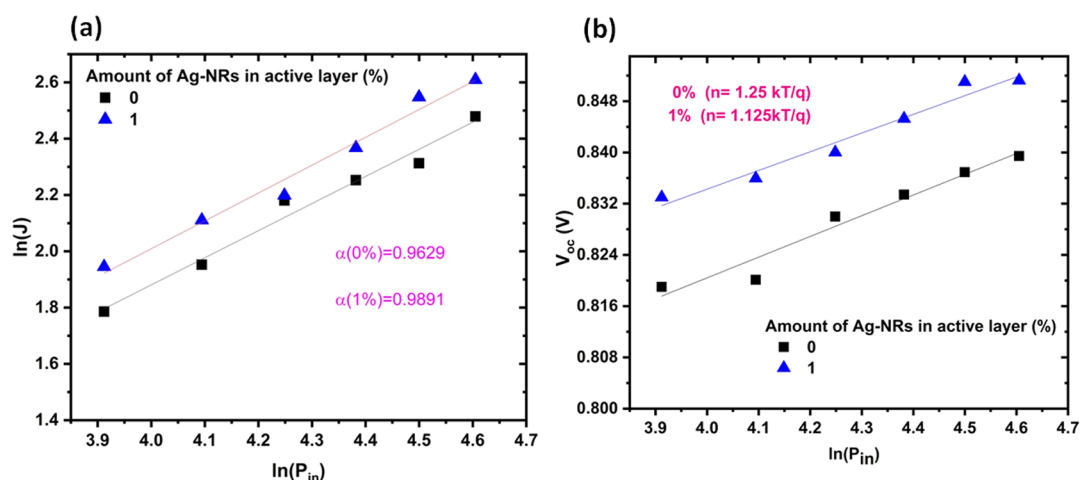 (a)
ln(J)
2.6
2.4
2.2
2.0
1.8
1.6
1.4
Amount of Ag-NRs in active layer (%)
0
1
α(0%)=0.9629
α(1%)=0.9891
3.9 4.0 4.1 4.2 4.3 4.4 4.5 4.6 4.7
ln(Pin)
(b)
Voc (V)
0.848
0.840
0.832
0.824
0.816
0.808
0.800
0% (n= 1.25 kT/q)
1% (n= 1.125kT/q)
Amount of Ag-NRs in active layer (%)
0
1
3.9 4.0 4.1 4.2 4.3 4.4 4.5 4.6 4.7
ln(Pin)